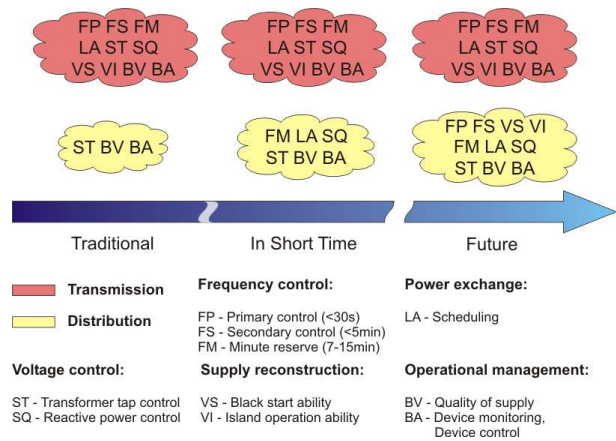 FP FS FM
LA ST SQ
VS VI BV BA
FP FS FM
LA ST SQ
VS VI BV BA
FP FS FM
LA ST SQ
VS VI BV BA
ST BV BA
FM LA SQ
ST BV BA
FP FS VS VI
FM LA SQ
ST BV BA
Traditional
In Short Time
Future
Transmission
Distribution
Frequency control:
FP - Primary control (<30s)
FS - Secondary control (<5min)
FM - Minute reserve (7-15min)
Power exchange:
LA - Scheduling
Voltage control:
ST - Transformer tap control
SQ - Reactive power control
Supply reconstruction:
VS - Black start ability
VI - Island operation ability
Operational management:
BV - Quality of supply
BA - Device monitoring,
Device control